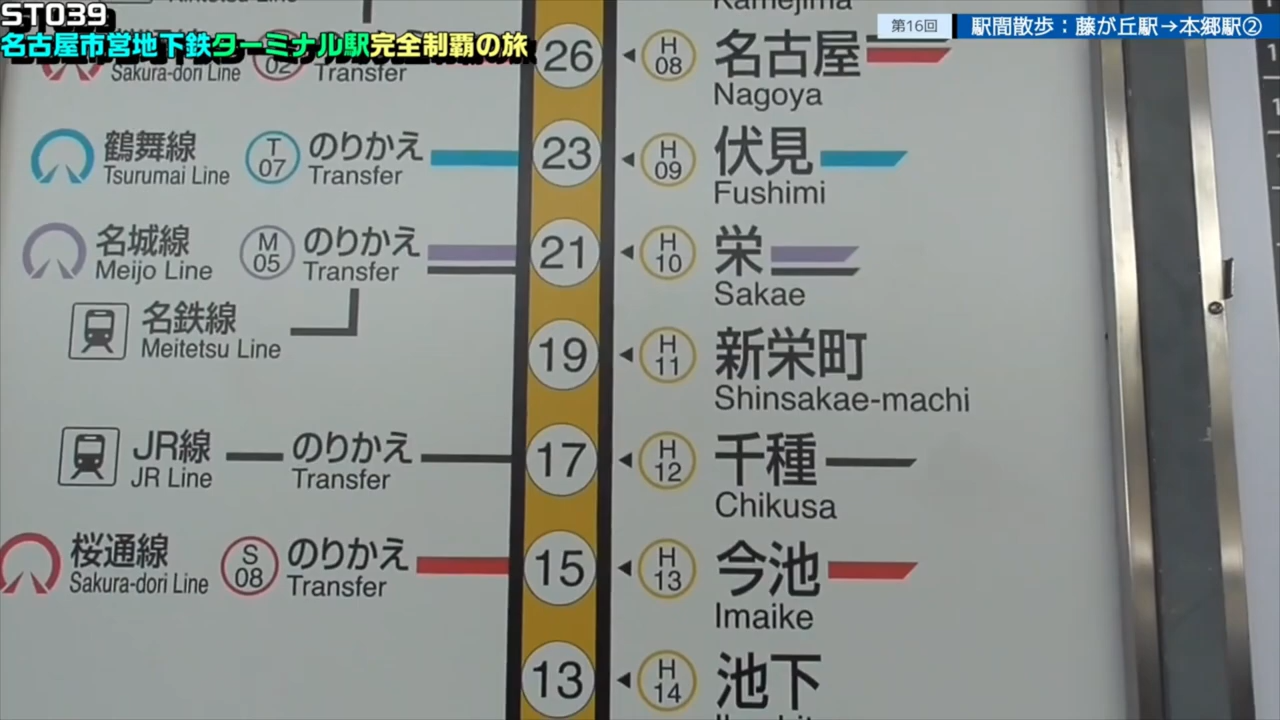 ST039
名古屋市営地下鉄ターミナル駅完全制覇の旅
第16回
駅間散歩：藤が丘駅→本郷駅②
Kamejima
Sakura-dori Line
02
Transfer
26
H
08
名古屋
Nagoya
鶴舞線
Tsurumai Line
T
07
のりかえ
Transfer
23
H
09
伏見
Fushimi
名城線
Meijo Line
M
05
のりかえ
Transfer
21
H
10
栄
Sakae
名鉄線
Meitetsu Line
19
H
11
新栄町
Shinsakae-machi
JR線
JR Line
のりかえ
Transfer
17
H
12
千種
Chikusa
桜通線
Sakura-dori Line
S
08
のりかえ
Transfer
15
H
13
今池
Imaike
13
H
14
池下